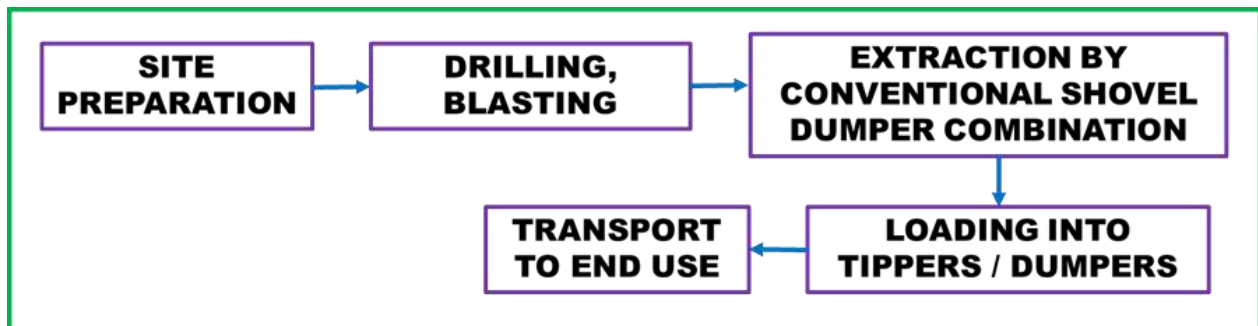 SITE
PREPARATION
DRILLING,
BLASTING
EXTRACTION BY
CONVENTIONAL SHOVEL
DUMPER COMBINATION
LOADING INTO
TIPPERS / DUMPERS
TRANSPORT
TO END USE